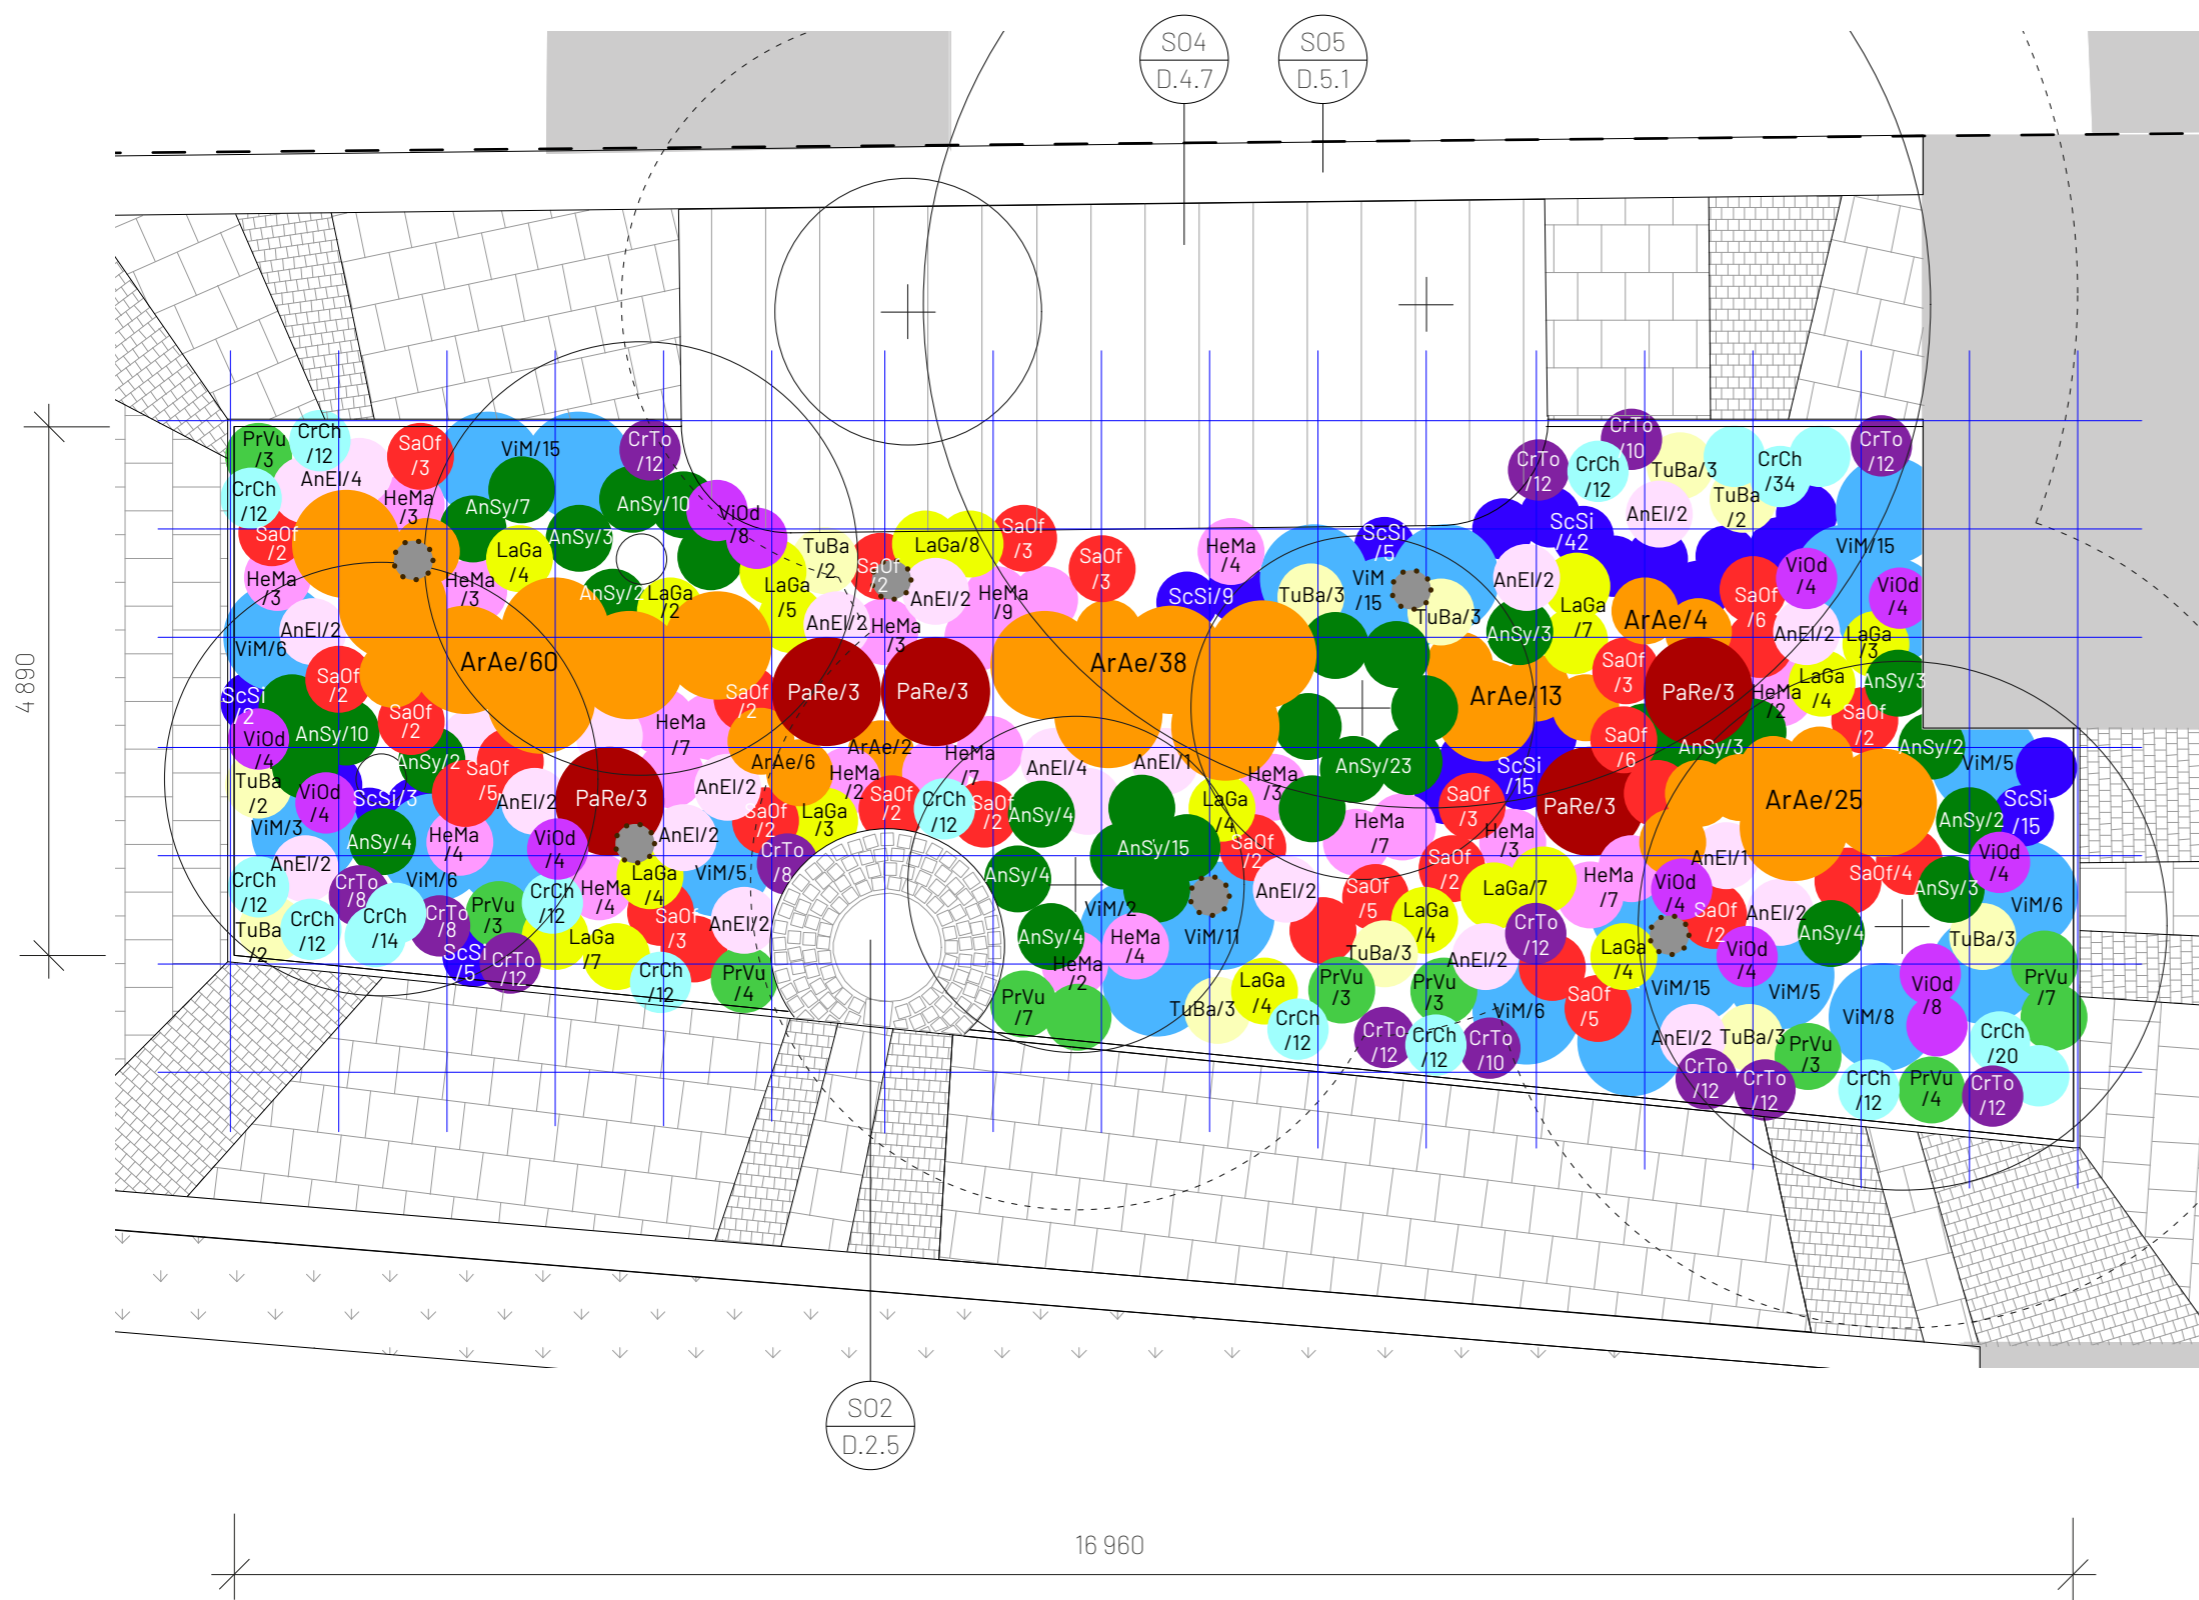 SO4
D.4.7
SO5
D.5.1
PrVu
/3
CrCh
/12
SaOf
/3
ViM/15
CrTo
/12
CrTo
/12
CrTo
/10
CrCh
/12
TuBa/3
CrCh
/34
CrTo
/12
AnEl/4
CrCh
/12
HeMa
/3
AnSy/7
AnSy/10
ViOd
/8
AnSy/3
TuBa
/2
AnEl/2
SaOf
/2
LaGa
/4
TuBa
/2
LaGa/8
SaOf
/3
SaOf
/3
HeMa
/4
ScSi
/5
ScSi
/42
ViM/15
HeMa
/3
HeMa
/3
AnSy/2
LaGa
/2
LaGa
/5
SaOf
/2
AnEl/2
HeMa
/9
ScSi/9
TuBa/3
ViM
/15
TuBa/3
AnEl/2
LaGa
/7
SaOf
/6
ViOd
/4
ViOd
/4
AnEl/2
ViM/6
AnEl/2
HeMa
/3
AnSy/3
ArAe/4
AnEl/2
LaGa
/3
ArAe/60
ArAe/38
SaOf
/2
ScSi
/2
SaOf
/2
SaOf
/2
PaRe/3
PaRe/3
ArAe/13
SaOf
/3
PaRe/3
HeMa
/2
LaGa
/4
AnSy/3
ViOd
/4
AnSy/10
HeMa
/7
ArAe/2
SaOf
/6
AnSy/3
SaOf
/2
AnSy/2
AnSy/2
SaOf
/5
ArAe/6
HeMa
/2
HeMa
/7
AnEl/4
AnEl/1
HeMa
/3
AnSy/23
ScSi
/15
ViM/5
TuBa
/2
ViOd
/4
ScSi/3
AnEl/2
PaRe/3
AnEl/2
SaOf
/2
CrCh
/12
SaOf
/2
AnSy/4
LaGa
/4
SaOf
/3
PaRe/3
ArAe/25
ScSi
/15
ViM/3
AnSy/4
HeMa
/4
ViOd
/4
AnEl/2
SaOf
/2
LaGa
/3
AnSy/15
SaOf
/2
HeMa
/7
HeMa
/3
AnSy/2
AnEl/2
CrCh
/12
CrTo
/8
ViM/6
CrCh
/12
HeMa
/4
LaGa
/4
ViM/5
CrTo
/8
AnSy/4
AnEl/2
SaOf
/5
SaOf
/2
LaGa/7
HeMa
/7
AnEl/1
ViOd
/4
SaOf/4
AnSy/3
ViOd
/4
TuBa
/2
CrCh
/12
CrCh
/14
CrTo
/8
PrVu
/3
SaOf
/3
AnEl/2
ViM/2
AnSy/4
HeMa
/4
ViM/11
LaGa
/4
CrTo
/12
SaOf
/2
AnEl/2
AnSy/4
ViM/6
TuBa/3
ScSi
/5
CrTo
/12
LaGa
/7
CrCh
/12
PrVu
/4
HeMa
/2
PrVu
/7
TuBa/3
LaGa
/4
CrCh
/12
TuBa/3
PrVu
/3
AnEl/2
PrVu
/3
LaGa
/4
ViOd
/4
ViM/15
ViM/5
ViOd
/8
PrVu
/7
CrTo
/12
CrCh
/12
CrTo
/10
ViM/6
SaOf
/5
AnEl/2
TuBa/3
PrVu
/3
ViM/8
CrCh
/20
CrTo
/12
CrTo
/12
CrCh
/12
PrVu
/4
CrTo
/12
4 890
SO2
D.2.5
16 960